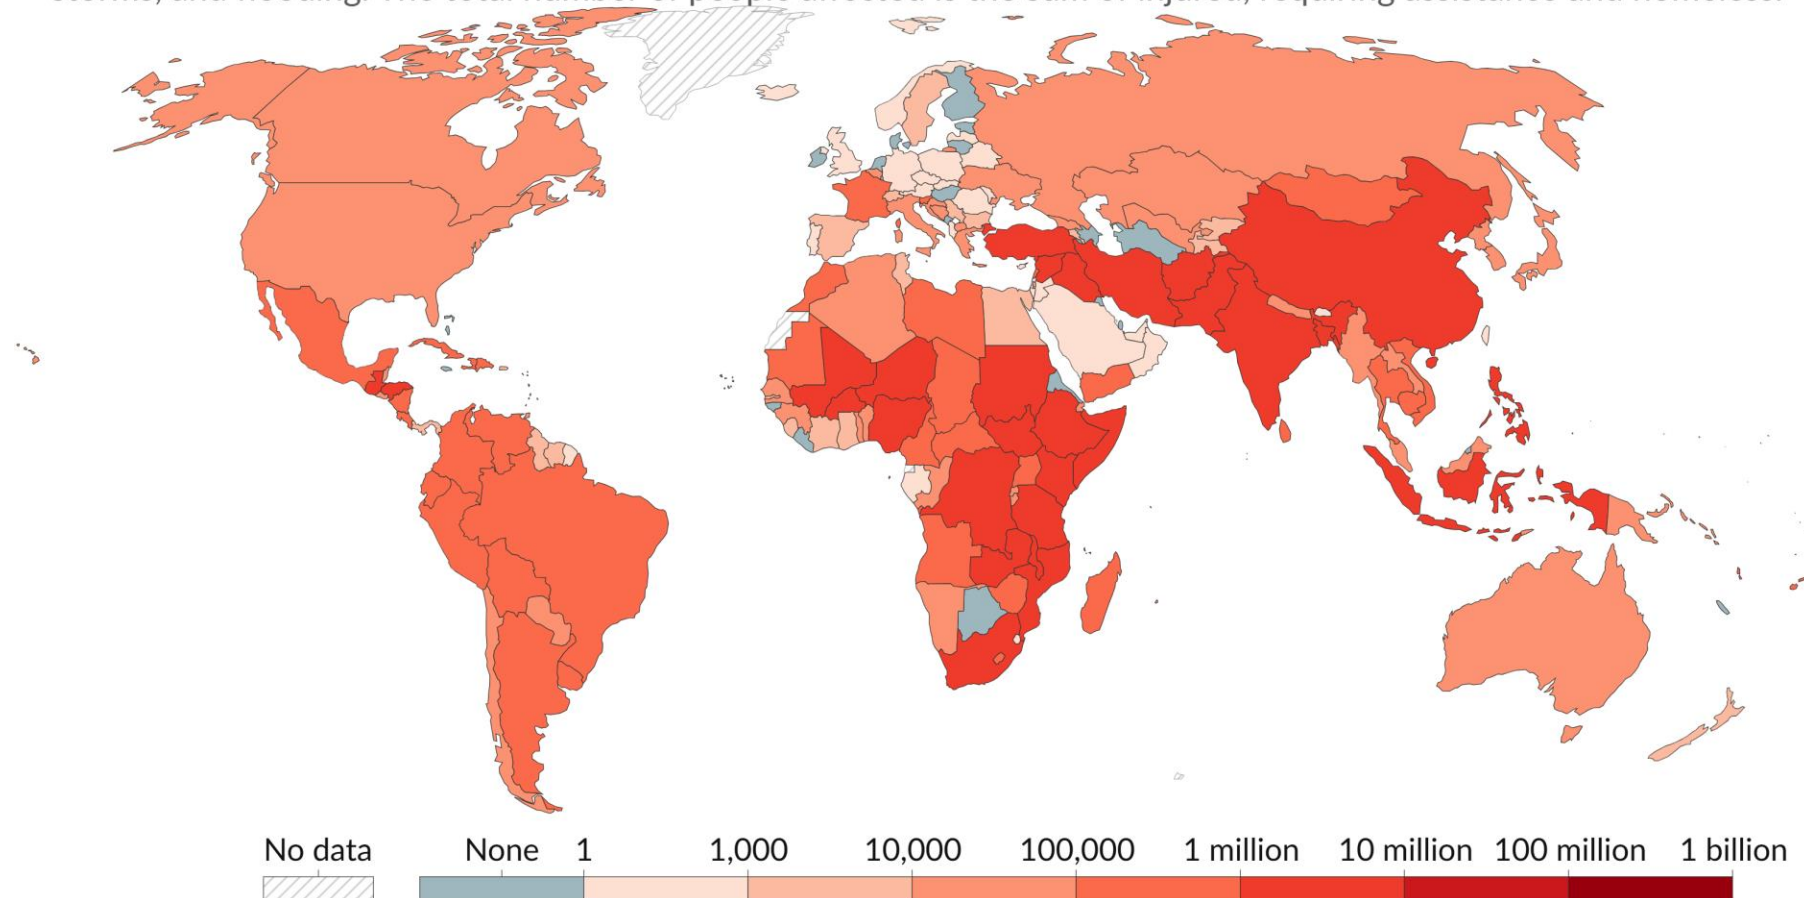 storms, and flooding. The total number of people affected is the sum of injured, requiring assistance and homeless.
No data None 1 1,000 10,000 100,000 1 million 10 million 100 million 1 billion